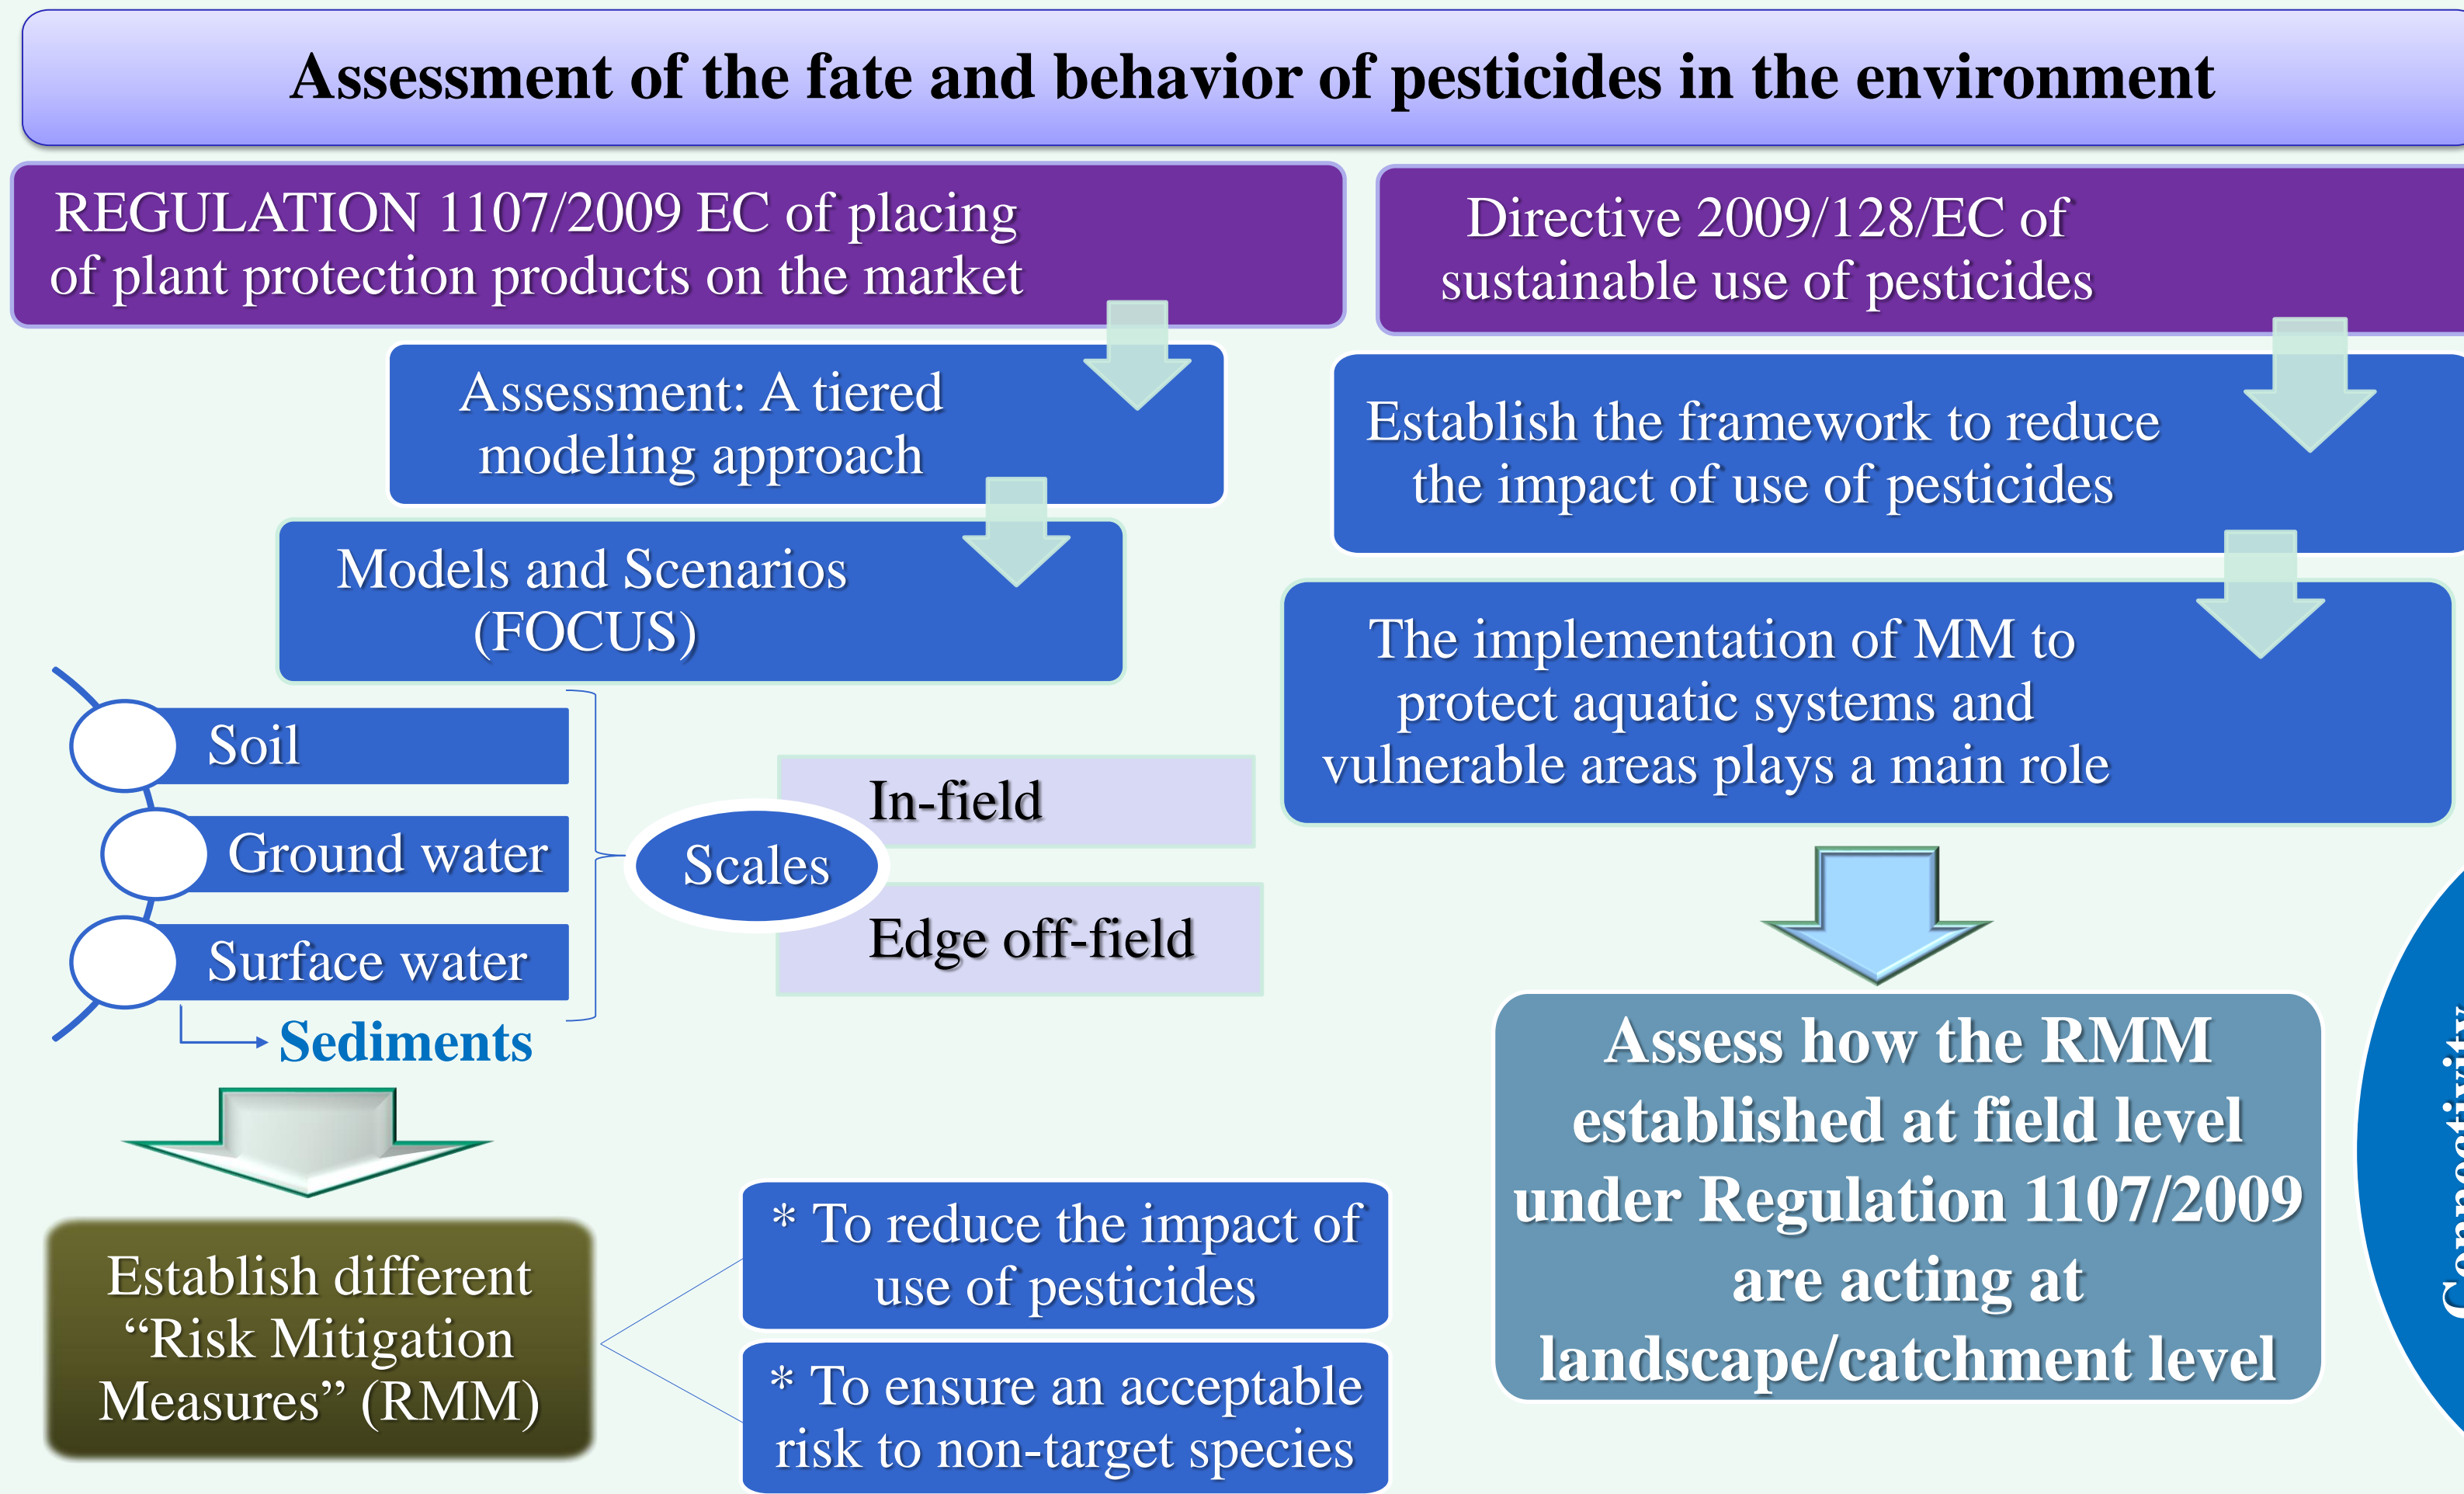 Assessment of the fate and behavior of pesticides in the environment
REGULATION 1107/2009 EC of placing
of plant protection products on the market
Assessment: A tiered
modeling approach
Models and Scenarios
(FOCUS)
Soil
Ground water
Surface water
Sediments
Scales
In-field
Edge off-field
Establish different
“Risk Mitigation
Measures” (RMM)
* To reduce the impact of
use of pesticides
* To ensure an acceptable
risk to non-target species
Directive 2009/128/EC of
sustainable use of pesticides
Establish the framework to reduce
the impact of use of pesticides
The implementation of MM to
protect aquatic systems and
vulnerable areas plays a main role
Assess how the RMM
established at field level
under Regulation 1107/2009
are acting at
landscape/catchment level